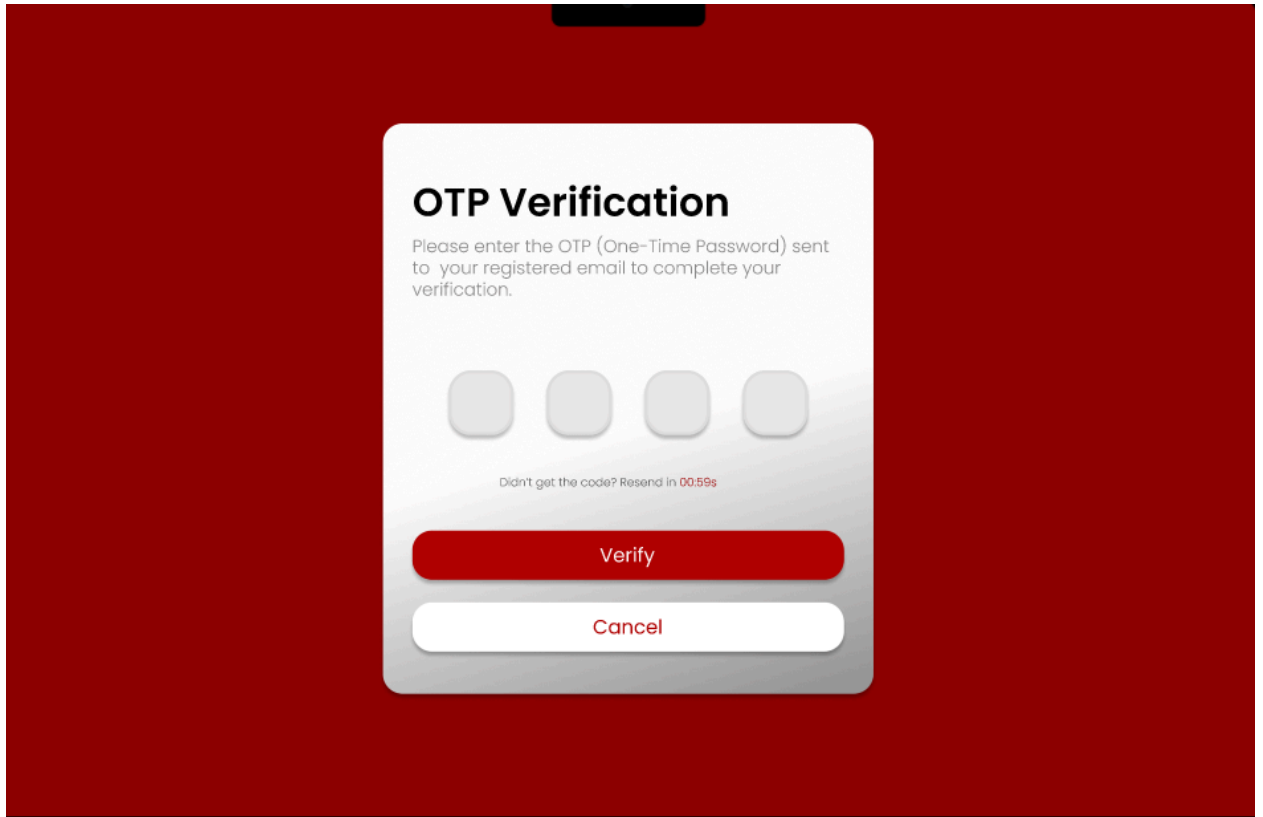 OTP Verification
Please enter the OTP (One-Time Password) sent
to  your registered email to complete your
verification.
Didn't get the code? Resend in 00:59s
Verify
Cancel